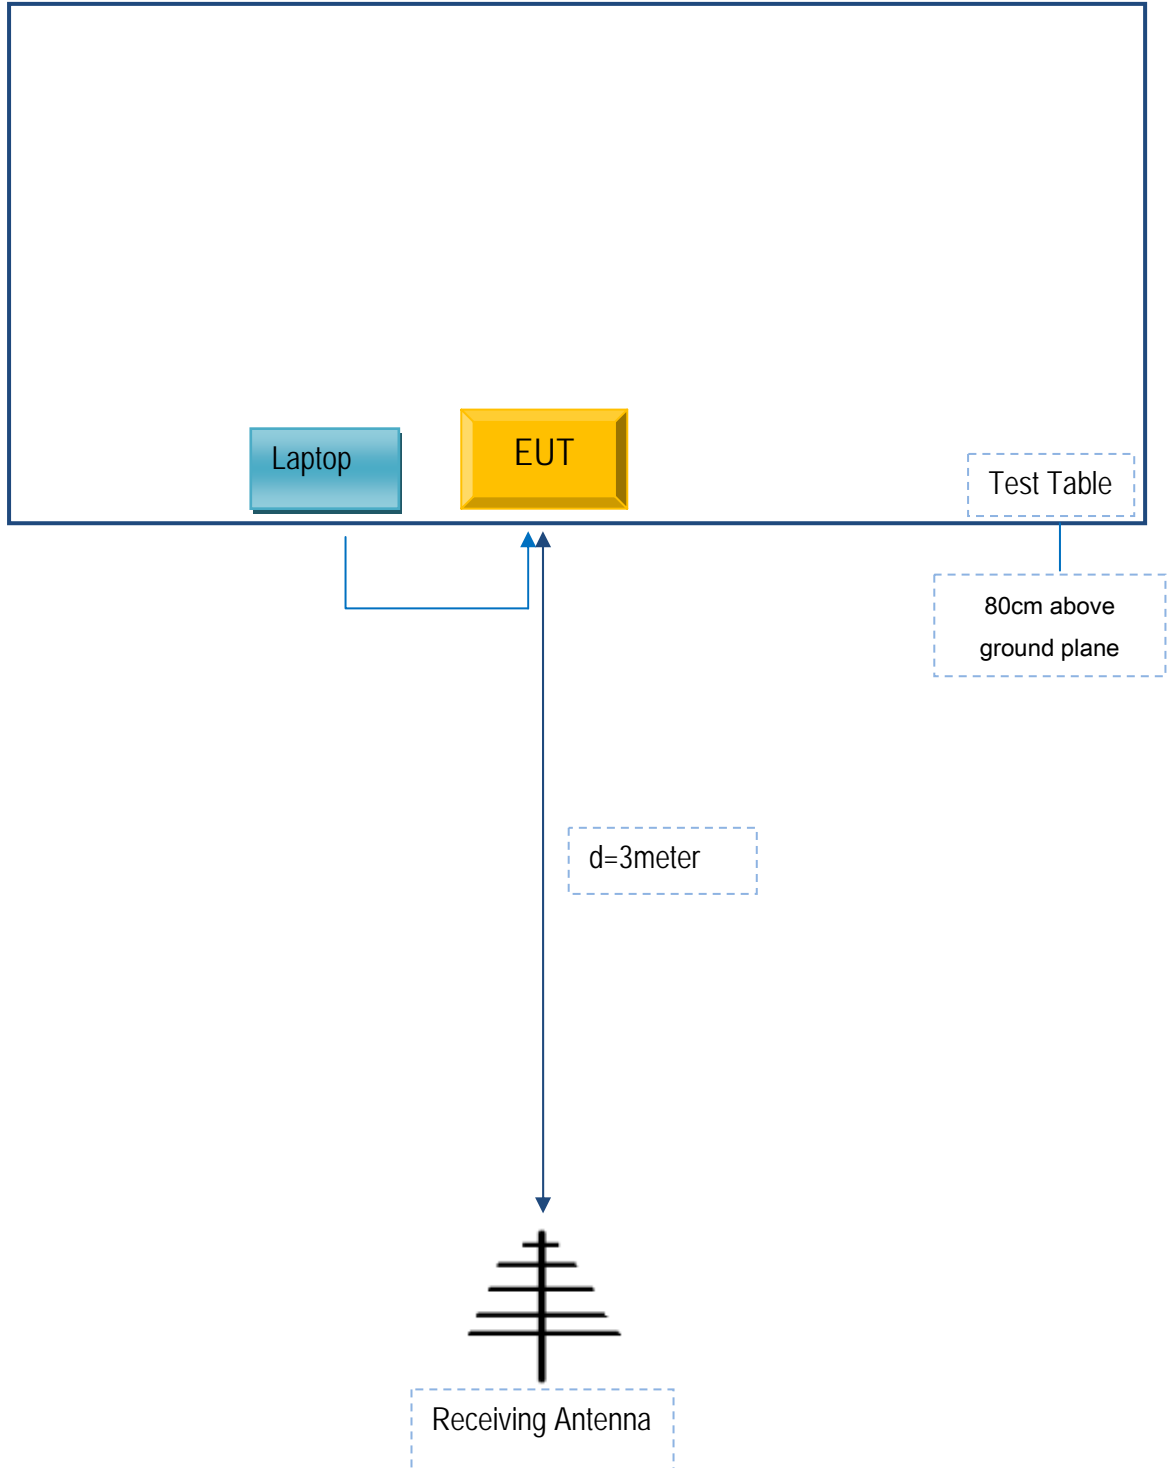 Laptop
EUT
Test Table
80cm above
ground plane
d=3meter
Receiving Antenna